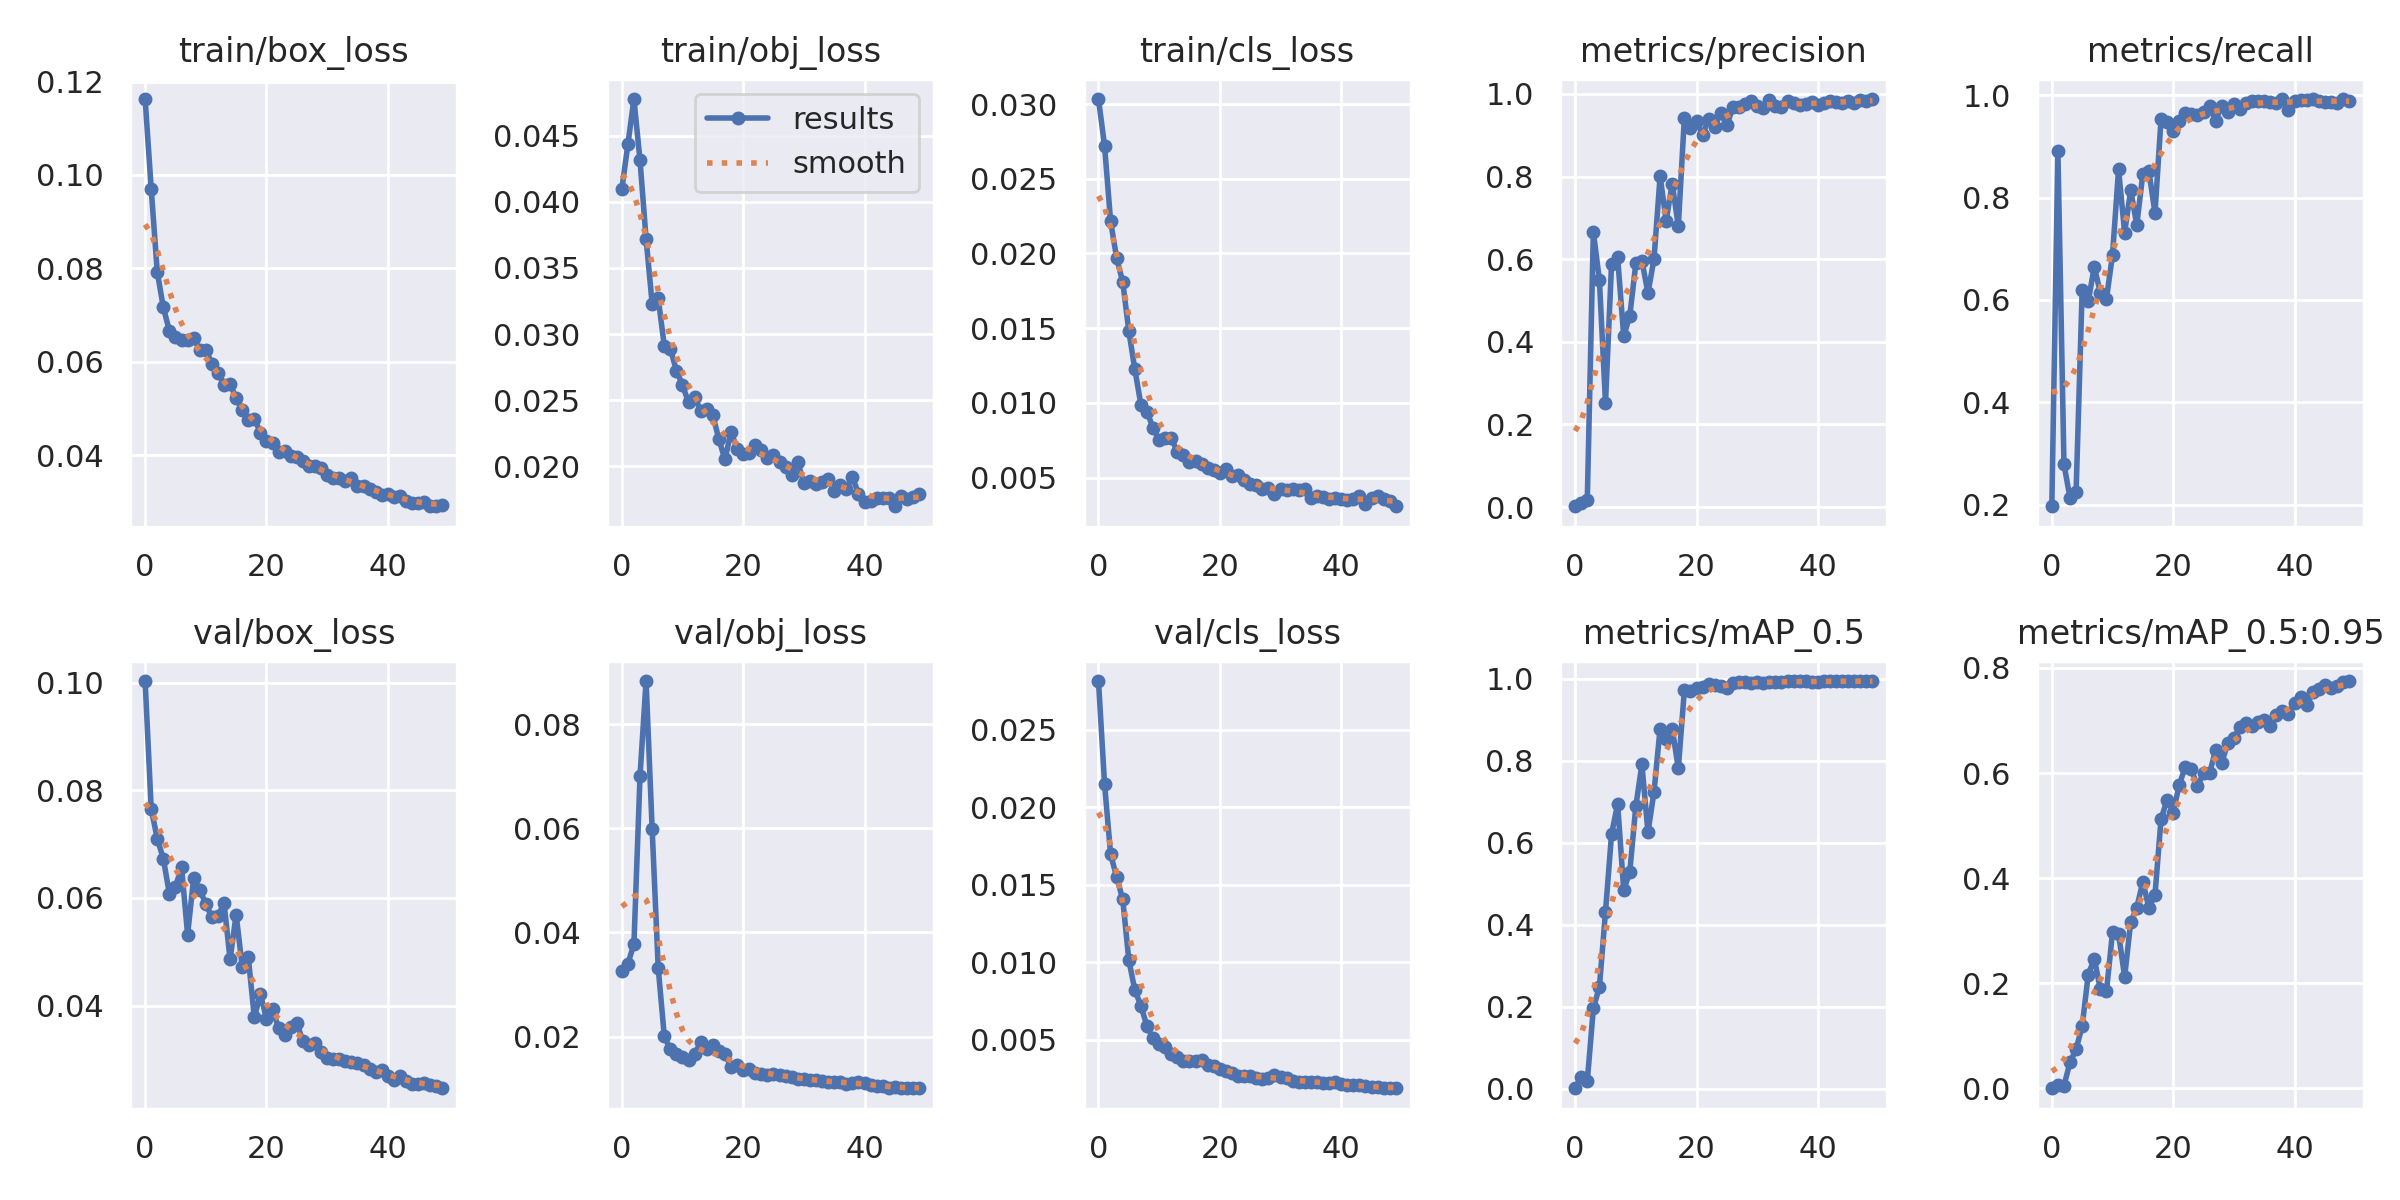 train/box_loss
0.12
0.10
0.08
0.06
0.04
0 20 40
train/obj_loss
results
smooth
0.045
0.040
0.035
0.030
0.025
0.020
0 20 40
train/cls_loss
0.030
0.025
0.020
0.015
0.010
0.005
0 20 40
metrics/precision
1.0
0.8
0.6
0.4
0.2
0.0
0 20 40
metrics/recall
1.0
0.8
0.6
0.4
0.2
0 20 40
val/box_loss
0.10
0.08
0.06
0.04
0 20 40
val/obj_loss
0.08
0.06
0.04
0.02
0 20 40
val/cls_loss
0.025
0.020
0.015
0.010
0.005
0 20 40
metrics/mAP_0.5
1.0
0.8
0.6
0.4
0.2
0.0
0 20 40
metrics/mAP_0.5:0.95
0.8
0.6
0.4
0.2
0.0
0 20 40